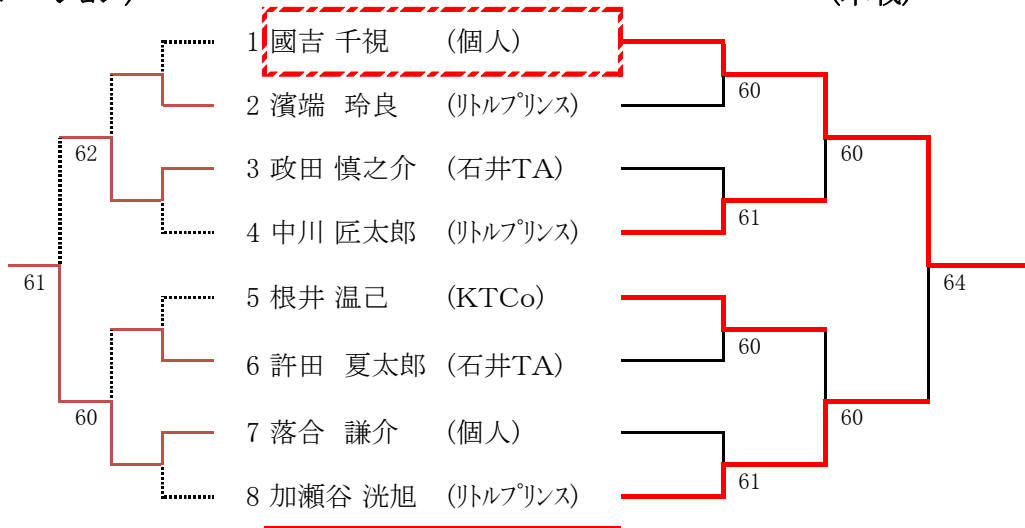 1 國吉 千視 (個人)
60
2 濱端 玲良 (ﾘﾄﾙﾌﾟﾘﾝｽ)
62
60
3 政田 慎之介 (石井TA)
61
4 中川 匠太郎 (ﾘﾄﾙﾌﾟﾘﾝｽ)
61
64
5 根井 温己 (KTCo)
60
6 許田 夏太郎 (石井TA)
60
60
7 落合 謙介 (個人)
61
8 加瀬谷 洸旭 (ﾘﾄﾙﾌﾟﾘﾝｽ)